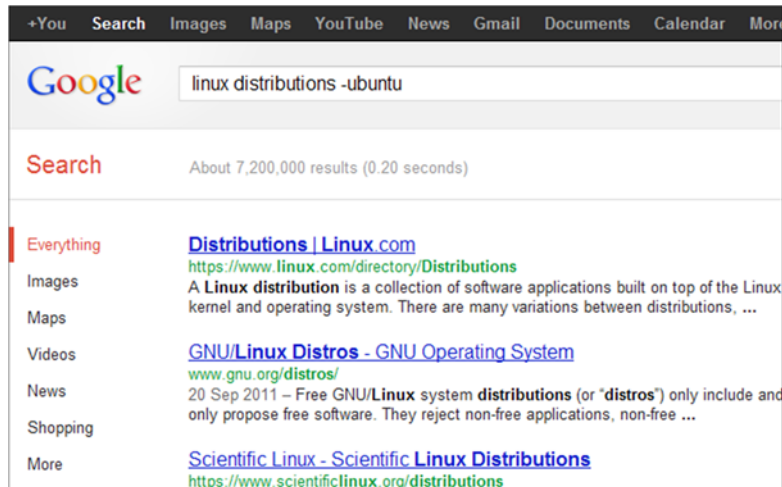 +You Search Images Maps YouTube News Gmail Documents Calendar More
Google
linux distributions -ubuntu
Search
About 7,200,000 results (0.20 seconds)
Everything
Images
Maps
Videos
News
Shopping
More
Distributions | Linux.com
https://www.linux.com/directory/Distributions
A Linux distribution is a collection of software applications built on top of the Linux
kernel and operating system. There are many variations between distributions, ...
GNU/Linux Distros - GNU Operating System
www.gnu.org/distros/
20 Sep 2011 – Free GNU/Linux system distributions (or “distros”) only include and
only propose free software. They reject non-free applications, non-free ...
Scientific Linux - Scientific Linux Distributions
https://www.scientificlinux.org/distributions